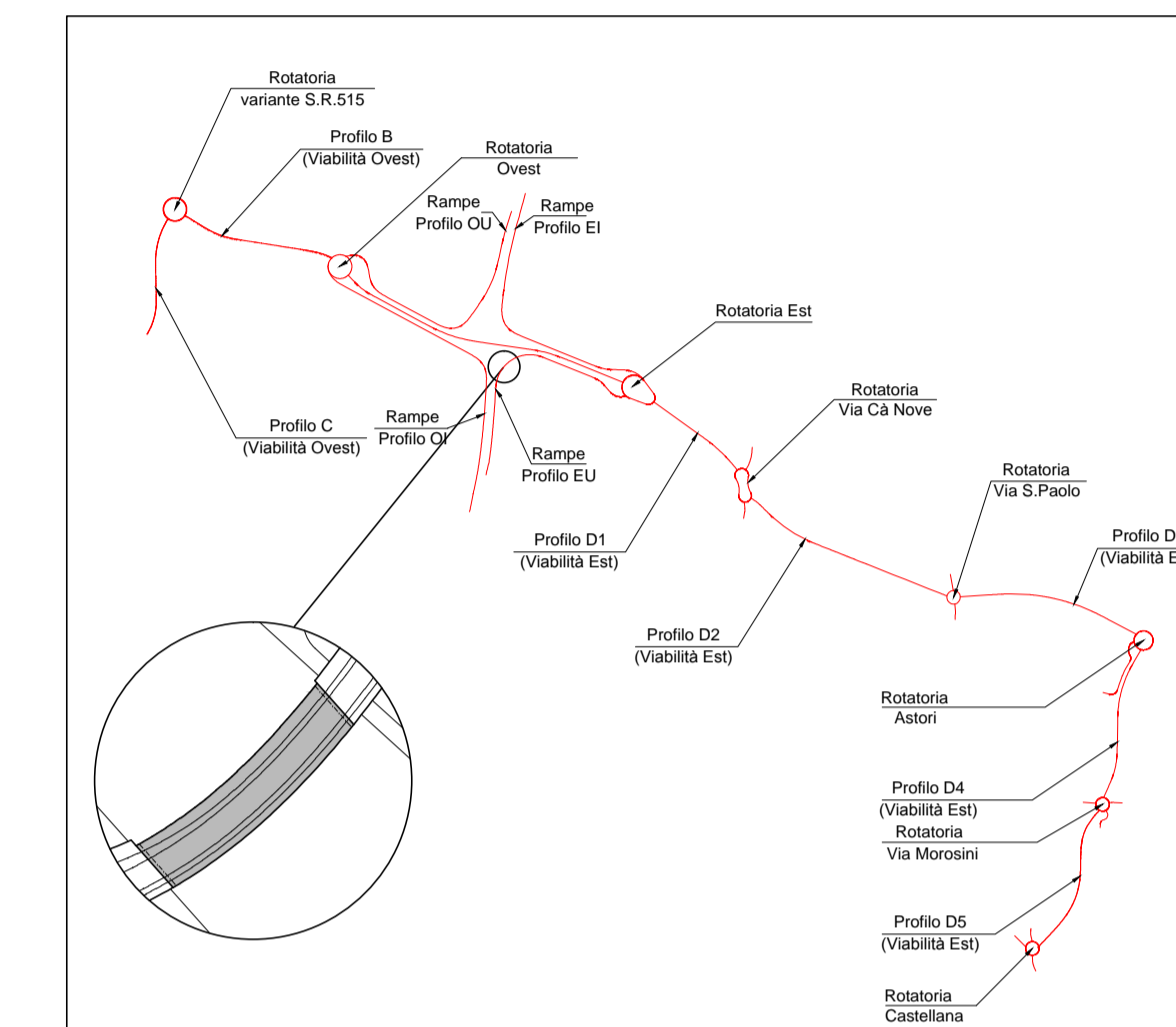 Rotatoria
variante S.R.515
Profilo B
(Viabilità Ovest)
Rotatoria
Ovest
Rampe
Profilo OU
Rampe
Profilo EI
Rotatoria Est
Rotatoria
Via Cà Nove
Profilo C
(Viabilità Ovest)
Rampe
Profilo OI
Rampe
Profilo EU
Rotatoria
Via S.Paolo
Profilo D1
(Viabilità Est)
Profilo D
(Viabilità E
Profilo D2
(Viabilità Est)
Rotatoria
Astori
Profilo D4
(Viabilità Est)
Rotatoria
Via Morosini
Profilo D5
(Viabilità Est)
Rotatoria
Castellana